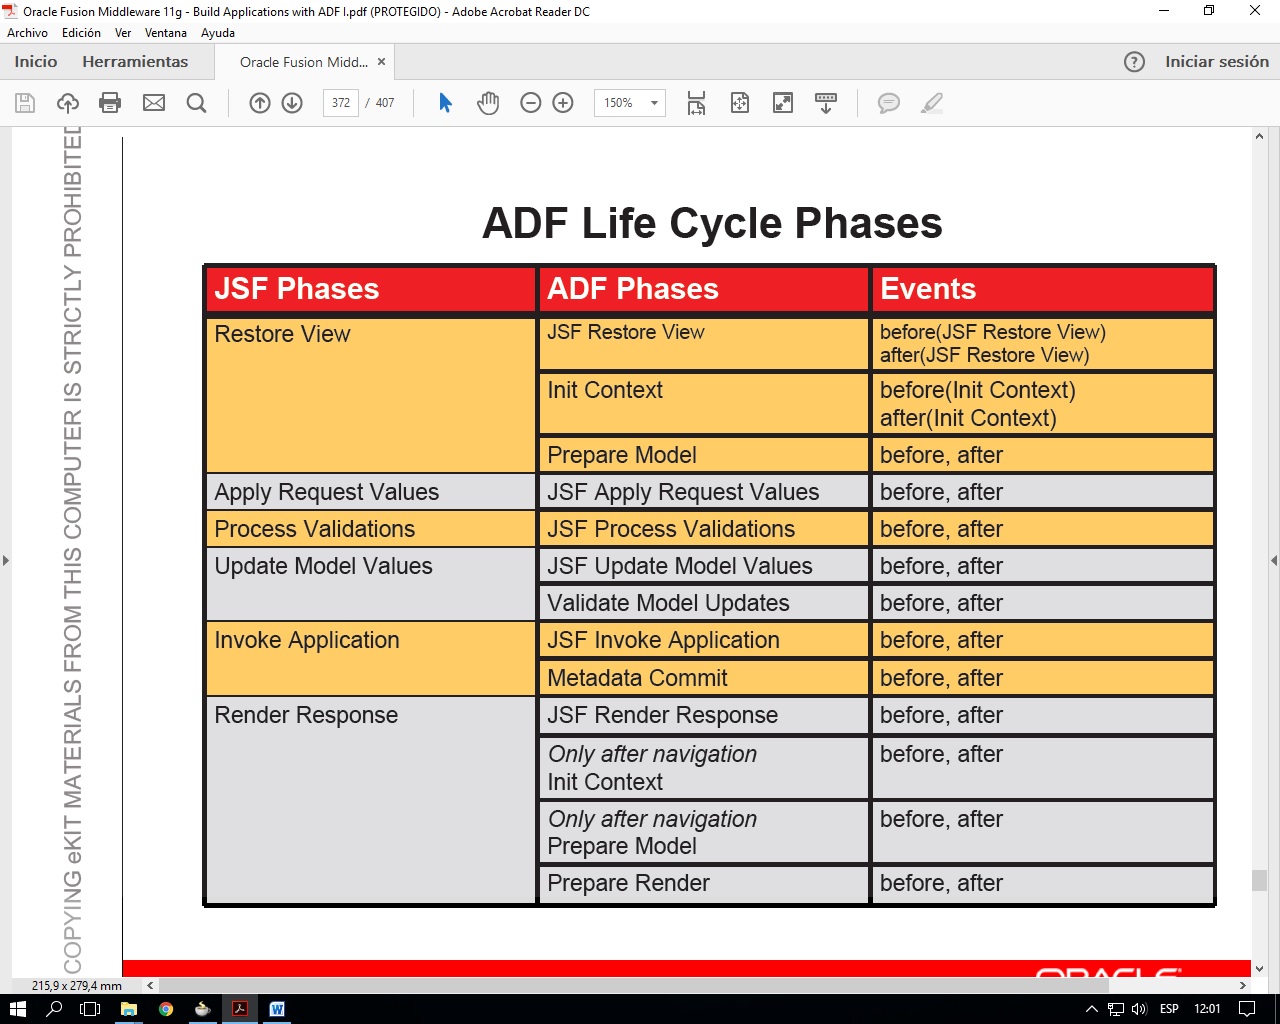 Oracle Fusion Middleware 11g - Build Applications with ADF I.pdf (PROTEGIDO) - Adobe Acrobat Reader DC
Archivo Edición Ver Ventana Ayuda
Inicio Herramientas Oracle Fusion Midd... × Iniciar sesión
372 / 407 150%
COPYING eKIT MATERIALS FROM THIS COMPUTER IS STRICTLY PROHIBITED
ADF Life Cycle Phases
JSF Phases ADF Phases Events
Restore View JSF Restore View before(JSF Restore View)
after(JSF Restore View)
Init Context before(Init Context)
after(Init Context)
Prepare Model before, after
Apply Request Values JSF Apply Request Values before, after
Process Validations JSF Process Validations before, after
Update Model Values JSF Update Model Values before, after
Validate Model Updates before, after
Invoke Application JSF Invoke Application before, after
Metadata Commit before, after
Render Response JSF Render Response before, after
Only after navigation before, after
Init Context
Only after navigation before, after
Prepare Model
Prepare Render before, after
ORACLE
215,9 x 279,4 mm
ESP 12:01